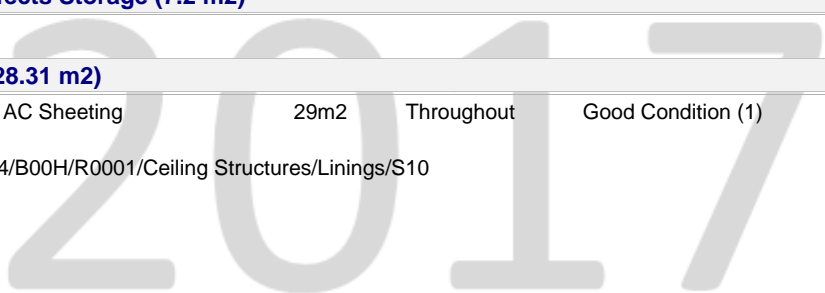 ects Storage (7.2 m2)
28.31 m2)
AC Sheeting 29m2 Throughout Good Condition (1)
4/B00H/R0001/Ceiling Structures/Linings/S10
2017